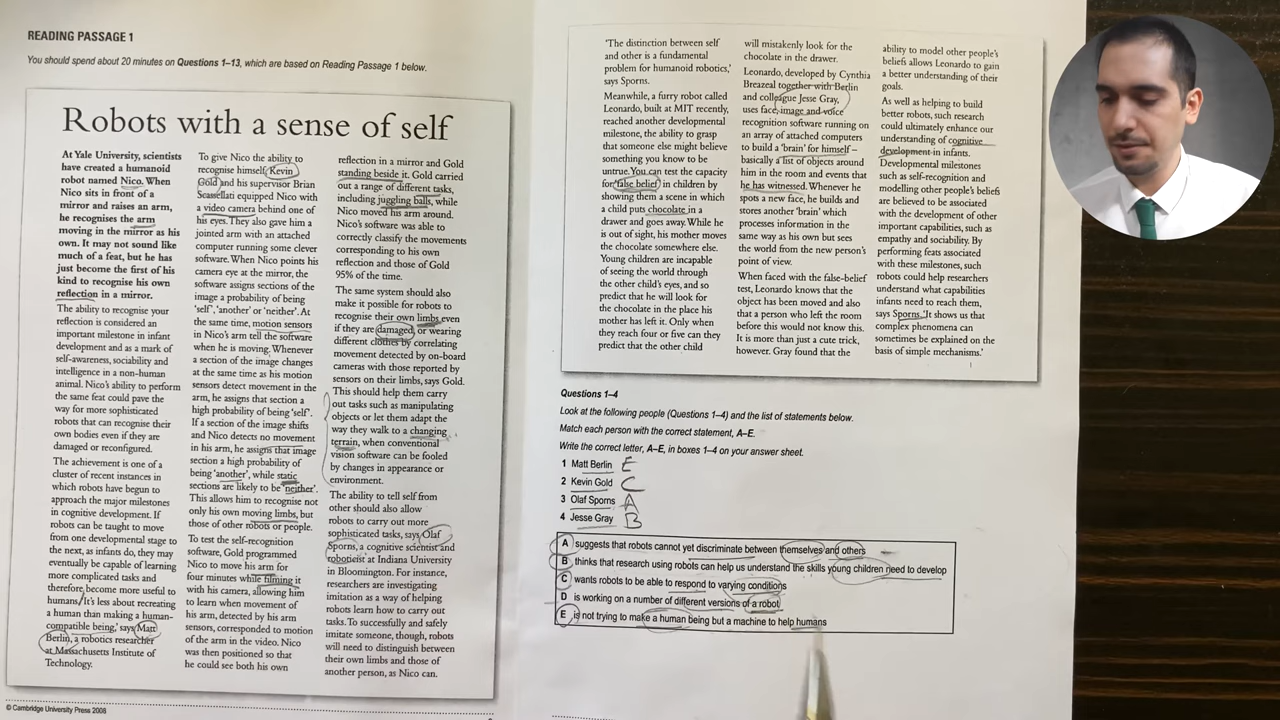 READING PASSAGE 1
You should spend about 20 minutes on Questions 1–13, which are based on Reading Passage 1 below.
Robots with a sense of self
At Yale University, scientists
have created a humanoid
robot named Nico. When
Nico sits in front of a
mirror and raises an arm,
he recognises the arm
moving in the mirror as his
own. It may not sound like
much of a feat, but he has
just become the first of his
kind to recognise his own
reflection in a mirror.
The ability to recognise your
reflection is considered an
important milestone in infant
development and as a mark of
self-awareness, sociability and
intelligence in a non-human
animal. Nico's ability to perform
the same feat could pave the
way for more sophisticated
robots that can recognise their
own bodies even if they are
damaged or reconfigured.
The achievement is one of a
cluster of recent instances in
which robots have begun to
approach the major milestones
in cognitive development. If
robots can be taught to move
from one developmental stage to
the next, as infants do, they may
eventually be capable of learning
more complicated tasks and
therefore become more useful to
humans. 'It's less about recreating
a human than making a human-
compatible being,' says Matt
Berlin, a robotics researcher
at Massachusetts Institute of
Technology.
To give Nico the ability to
recognise himself, Kevin
Gold and his supervisor Brian
Scassellati equipped Nico with
a video camera behind one of
his eyes. They also gave him a
jointed arm with an attached
computer running some clever
software. When Nico points his
camera eye at the mirror, the
software assigns sections of the
image a probability of being
'self', 'another' or 'neither'. At
the same time, motion sensors
in Nico's arm tell the software
when he is moving. Whenever
a section of the image changes
at the same time as his motion
sensors detect movement in the
arm, he assigns that section a
high probability of being 'self'.
If a section of the image shifts
and Nico detects no movement
in his arm, he assigns that image
section a high probability of
being 'another', while static
sections are likely to be 'neither'.
This allows him to recognise not
only his own moving limbs, but
those of other robots or people.
To test the self-recognition
software, Gold programmed
Nico to move his arm for
four minutes while filming it
with his camera, allowing him
to learn when movement of
his arm, detected by his arm
sensors, corresponded to motion
of the arm in the video. Nico
was then positioned so that
he could see both his own
reflection in a mirror and Gold
standing beside it. Gold carried
out a range of different tasks,
including juggling balls, while
Nico moved his arm around.
Nico's software was able to
correctly classify the movements
corresponding to his own
reflection and those of Gold
95% of the time.
The same system should also
make it possible for robots to
recognise their own limbs even
if they are damaged, or wearing
different clothes by correlating
movement detected by on-board
cameras with those reported by
sensors on their limbs, says Gold.
This should help them carry
out tasks such as manipulating
objects or let them adapt the
way they walk to a changing
terrain, when conventional
vision software can be fooled
by changes in appearance or
environment.
The ability to tell self from
other should also allow
robots to carry out more
sophisticated tasks, says Olaf
Sporns, a cognitive scientist and
roboticist at Indiana University
in Bloomington. For instance,
researchers are investigating
imitation as a way of helping
robots learn how to carry out
tasks. To successfully and safely
imitate someone, though, robots
will need to distinguish between
their own limbs and those of
another person, as Nico can.
© Cambridge University Press 2008
'The distinction between self
and other is a fundamental
problem for humanoid robotics,'
says Sporns.
Meanwhile, a furry robot called
Leonardo, built at MIT recently,
reached another developmental
milestone, the ability to grasp
that someone else might believe
something you know to be
untrue. You can test the capacity
for 'false belief' in children by
showing them a scene in which
a child puts chocolate in a
drawer and goes away. While he
is out of sight, his mother moves
the chocolate somewhere else.
Young children are incapable
of seeing the world through
the other child's eyes, and so
predict that he will look for
the chocolate in the place his
mother has left it. Only when
they reach four or five can they
predict that the other child
will mistakenly look for the
chocolate in the drawer.
Leonardo, developed by Cynthia
Breazeal together with Berlin
and colleague Jesse Gray,
uses face, image and voice
recognition software running on
an array of attached computers
to build a 'brain' for himself –
basically a list of objects around
him in the room and events that
he has witnessed. Whenever he
spots a new face, he builds and
stores another 'brain' which
processes information in the
same way as his own but sees
the world from the new person's
point of view.
When faced with the false-belief
test, Leonardo knows that the
object has been moved and also
that a person who left the room
before this would not know this.
It is more than just a cute trick,
however. Gray found that the
ability to model other people's
beliefs allows Leonardo to gain
a better understanding of their
goals.
As well as helping to build
better robots, such research
could ultimately enhance our
understanding of cognitive
development in infants.
Developmental milestones
such as self-recognition and
modelling other people's beliefs
are believed to be associated
with the development of other
important capabilities, such as
empathy and sociability. By
performing feats associated
with these milestones, such
robots could help researchers
understand what capabilities
infants need to reach them,
says Sporns. 'It shows us that
complex phenomena can
sometimes be explained on the
basis of simple mechanisms.'
1
Questions 1–4
Look at the following people (Questions 1–4) and the list of statements below.
Match each person with the correct statement, A–E.
Write the correct letter, A–E, in boxes 1–4 on your answer sheet.
1 Matt Berlin E
2 Kevin Gold C
3 Olaf Sporns A
4 Jesse Gray B
A suggests that robots cannot yet discriminate between themselves and others
B thinks that research using robots can help us understand the skills young children need to develop
C wants robots to be able to respond to varying conditions
D is working on a number of different versions of a robot
E is not trying to make a human being but a machine to help humans